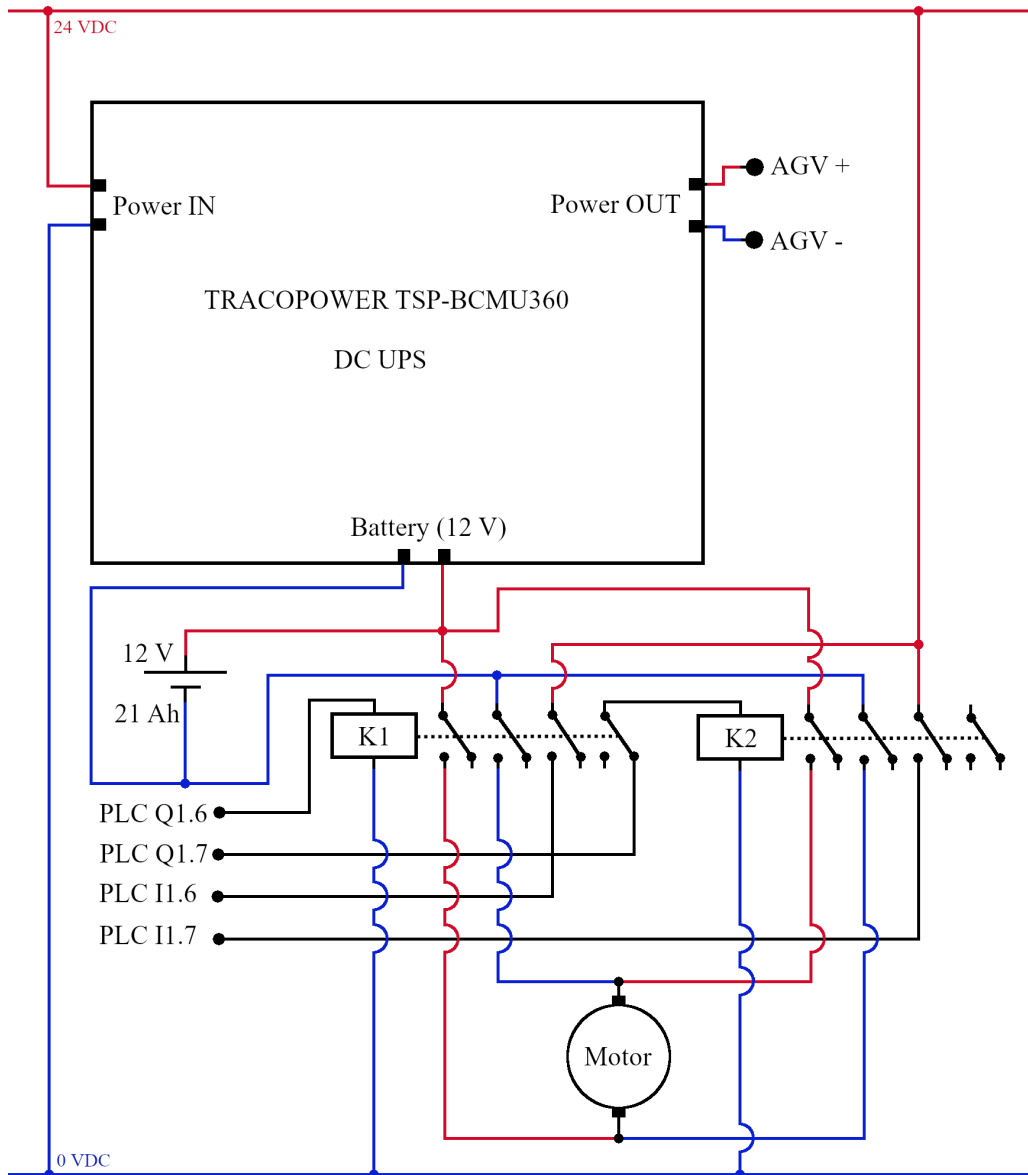 24 VDC
AGV +
Power IN
Power OUT
AGV -
TRACOPOWER TSP-BCMU360
DC UPS
Battery (12 V)
12 V
21 Ah
K1
K2
PLC Q1.6
PLC Q1.7
PLC I1.6
PLC I1.7
Motor
0 VDC